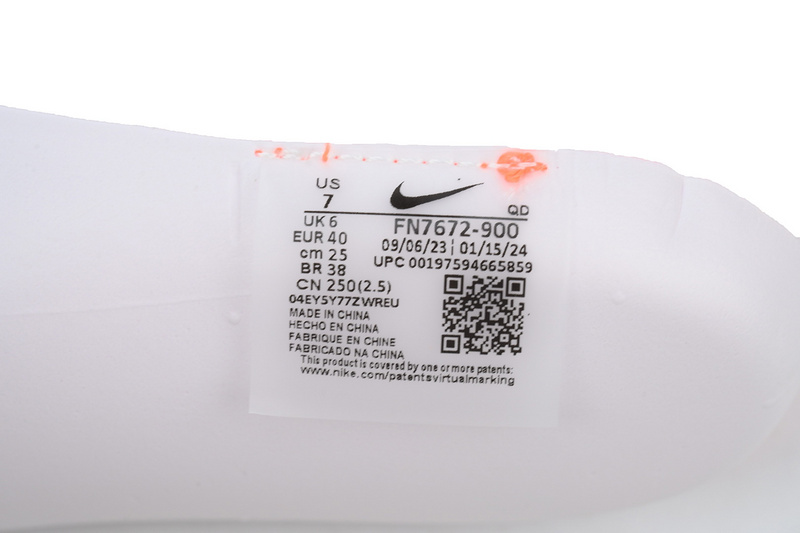 US
7
QD
UK 6
FN7672-900
EUR 40
09/06/23 | 01/15/24
cm 25
UPC 00197594665859
BR 38
CN 250(2.5)
04EY5Y77ZWREU
MADE IN CHINA
HECHO EN CHINA
FABRIQUE EN CHINE
FABRICADO NA CHINA
This product is covered by one or more patents:
www.nike.com/patentsvirtualmarking